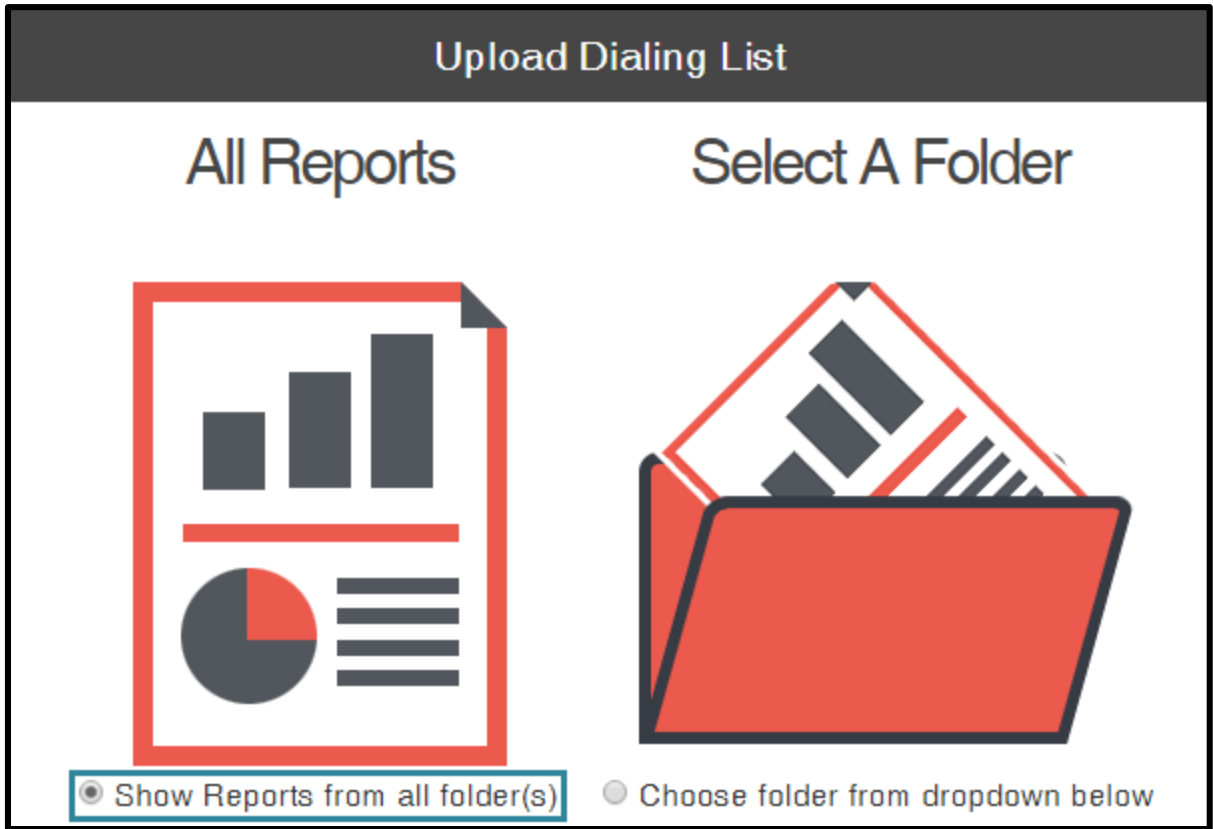 Upload Dialing List
All Reports
Select A Folder
Show Reports from all folder(s)
Choose folder from dropdown below